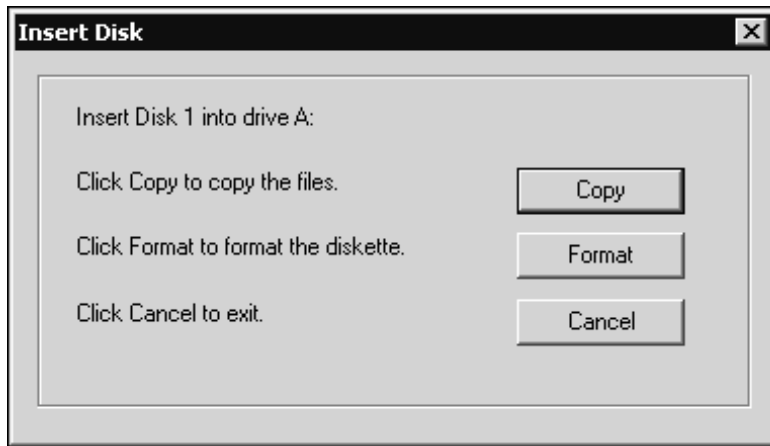 Insert Disk
Insert Disk 1 into drive A:
Click Copy to copy the files.
Copy
Click Format to format the diskette.
Format
Click Cancel to exit.
Cancel